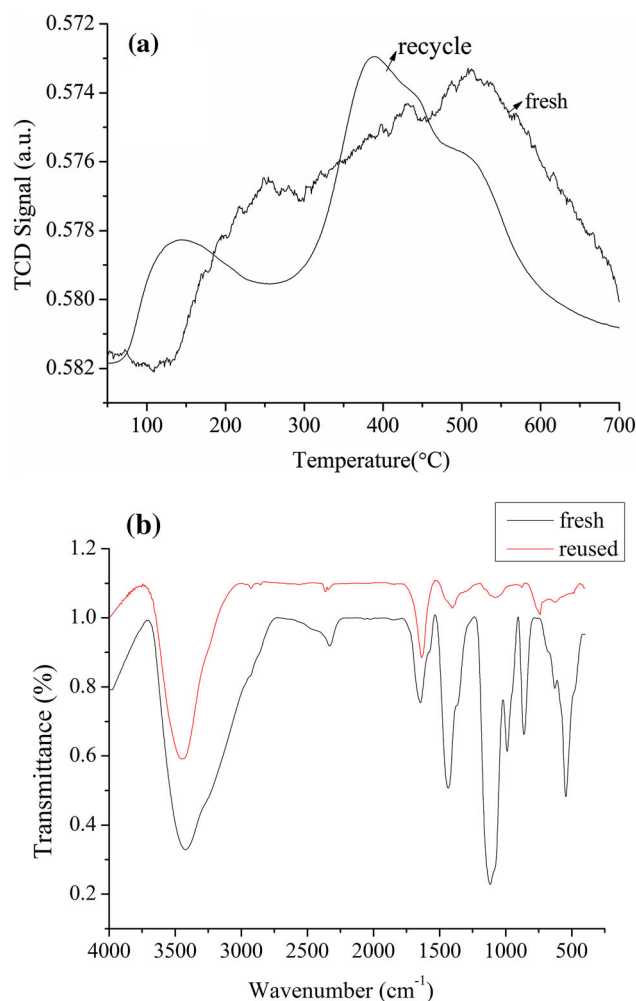 (a)
recycle
fresh
TCD Signal (a.u.)
0.572
0.574
0.576
0.578
0.580
0.582
100 200 300 400 500 600 700
Temperature(°C)
(b)
fresh
reused
Transmittance (%)
1.2
1.0
0.8
0.6
0.4
0.2
4000 3500 3000 2500 2000 1500 1000 500
Wavenumber (cm⁻¹)